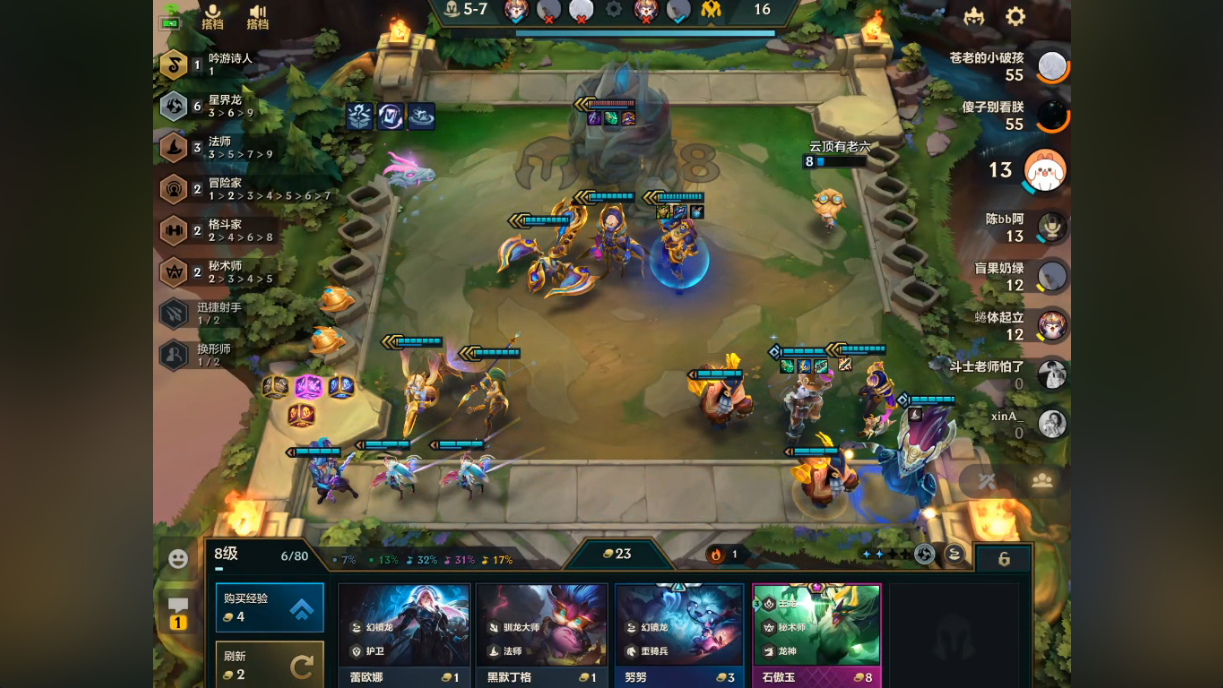 搭档
搭档
5-7
16
1 吟游诗人
1
6 星界龙
3 > 6 > 9
3 法师
3 > 5 > 7 > 9
2 冒险家
1 > 2 > 3 > 4 > 5 > 6 > 7
2 格斗家
2 > 4 > 6 > 8
2 秘术师
2 > 3 > 4 > 5
迅捷射手
1 / 2
换形师
1 / 2
云顶有老六
8
苍老的小破孩
55
傻子别看朕
55
13
陈bb阿
13
盲果奶绿
12
蜷体起立
12
斗士老师怕了
0
xinA_
0
8级
6/80
7% 13% 32% 31% 17%
23
1
购买经验
4
刷新
2
1
幻镜龙
护卫
蕾欧娜
1
驯龙大师
法师
黑默丁格
1
幻镜龙
重骑兵
努努
3
3 玉龙
秘术师
龙神
石傲玉
8